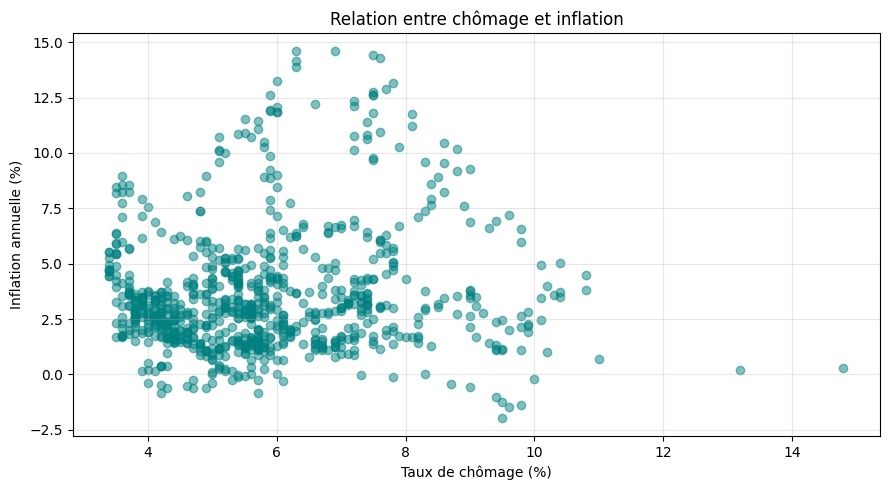 Relation entre chômage et inflation
15.0
12.5
10.0
7.5
5.0
2.5
0.0
−2.5
Inflation annuelle (%)
4 6 8 10 12 14
Taux de chômage (%)